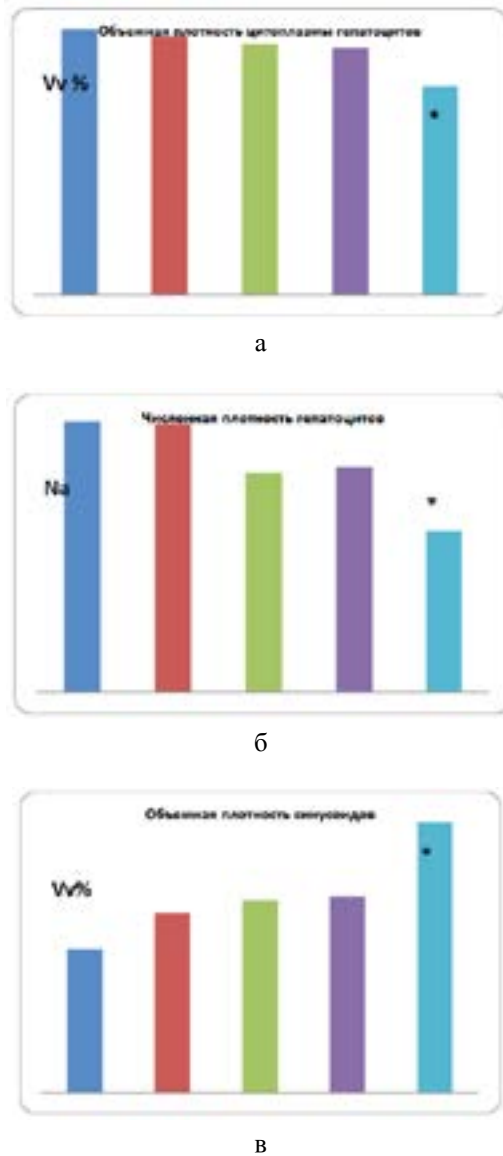 Объемная плотность цитоплазмы гепатоцитов
Vv %
*
а
Численная плотность гепатоцитов
Na
*
б
Объемная плотность синусоидов
Vv%
*
в